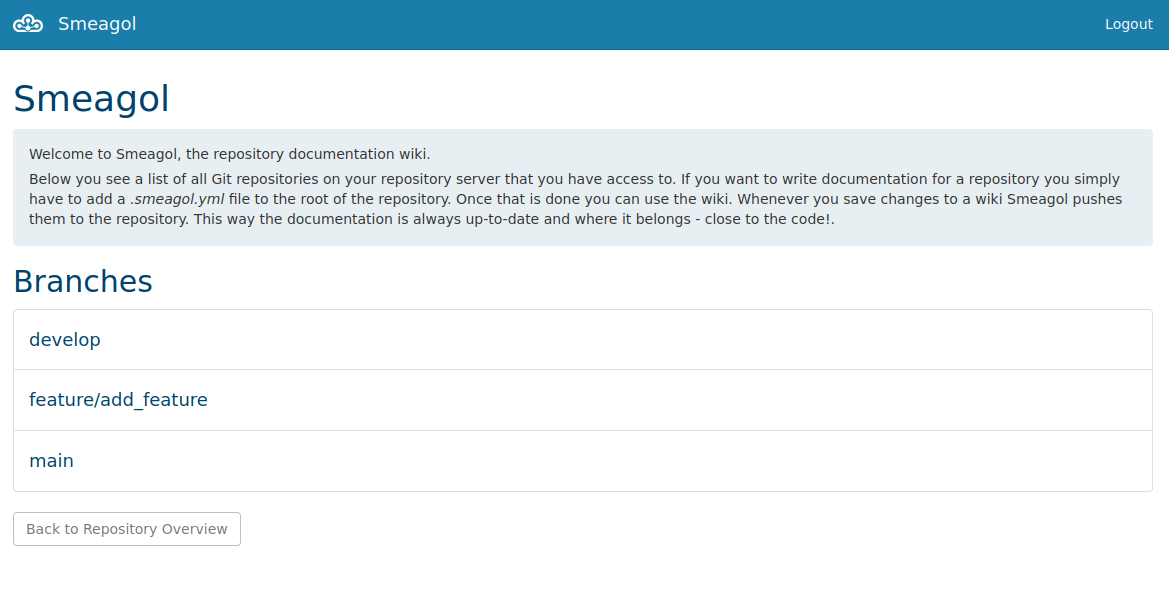 Smeagol
Logout
Smeagol
Welcome to Smeagol, the repository documentation wiki.
Below you see a list of all Git repositories on your repository server that you have access to. If you want to write documentation for a repository you simply
have to add a .smeagol.yml file to the root of the repository. Once that is done you can use the wiki. Whenever you save changes to a wiki Smeagol pushes
them to the repository. This way the documentation is always up-to-date and where it belongs - close to the code!.
Branches
develop
feature/add_feature
main
Back to Repository Overview